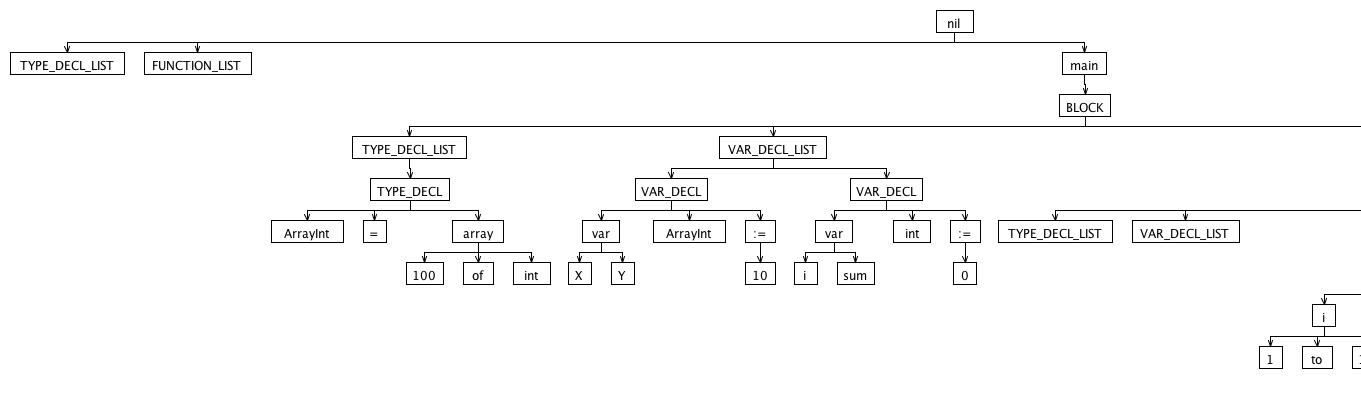 nil
TYPE_DECL_LIST FUNCTION_LIST main
BLOCK
TYPE_DECL_LIST VAR_DECL_LIST
TYPE_DECL VAR_DECL VAR_DECL
ArrayInt = array var ArrayInt := var int := TYPE_DECL_LIST VAR_DECL_LIST
100 of int X Y 10 i sum 0
i
1 to